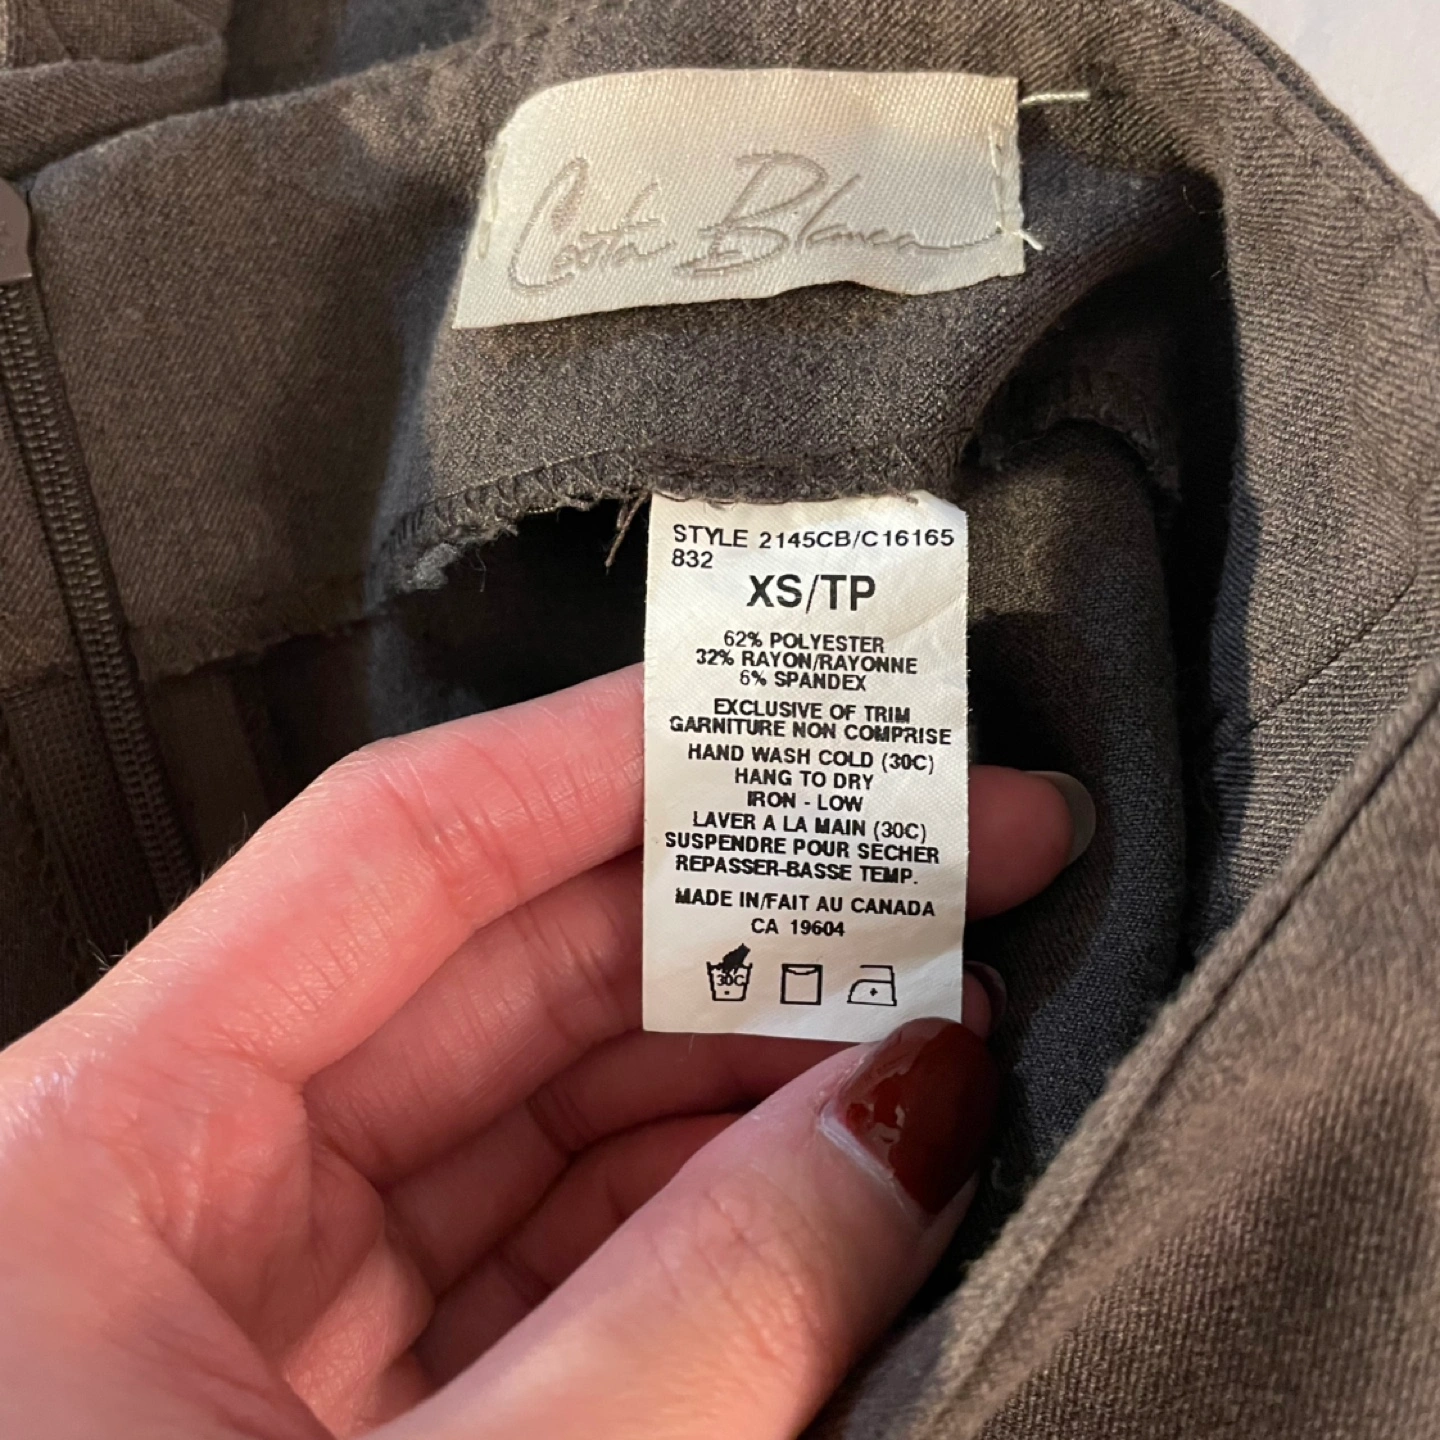 Costa Blanca
STYLE 2145CB/C16165
832
XS/TP
62% POLYESTER
32% RAYON/RAYONNE
6% SPANDEX
EXCLUSIVE OF TRIM
GARNITURE NON COMPRISE
HAND WASH COLD (30C)
HANG TO DRY
IRON - LOW
LAVER A LA MAIN (30C)
SUSPENDRE POUR SECHER
REPASSER-BASSE TEMP.
MADE IN/FAIT AU CANADA
CA 19604
30C